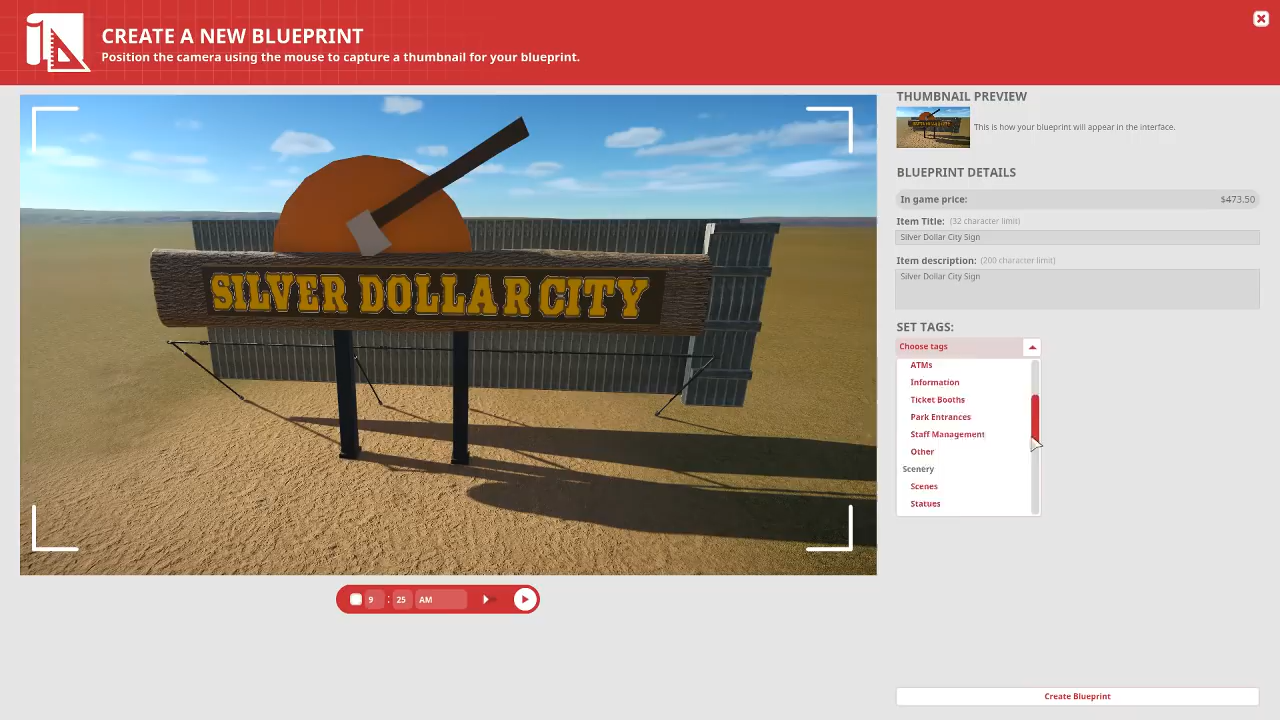 CREATE A NEW BLUEPRINT
Position the camera using the mouse to capture a thumbnail for your blueprint.
SILVER DOLLAR CITY
9 : 25 AM
THUMBNAIL PREVIEW
This is how your blueprint will appear in the interface.
BLUEPRINT DETAILS
In game price: $473.50
Item Title: (32 character limit)
Silver Dollar City Sign
Item description: (200 character limit)
Silver Dollar City Sign
SET TAGS:
Choose tags
ATMs
Information
Ticket Booths
Park Entrances
Staff Management
Other
Scenery
Scenes
Statues
Create Blueprint